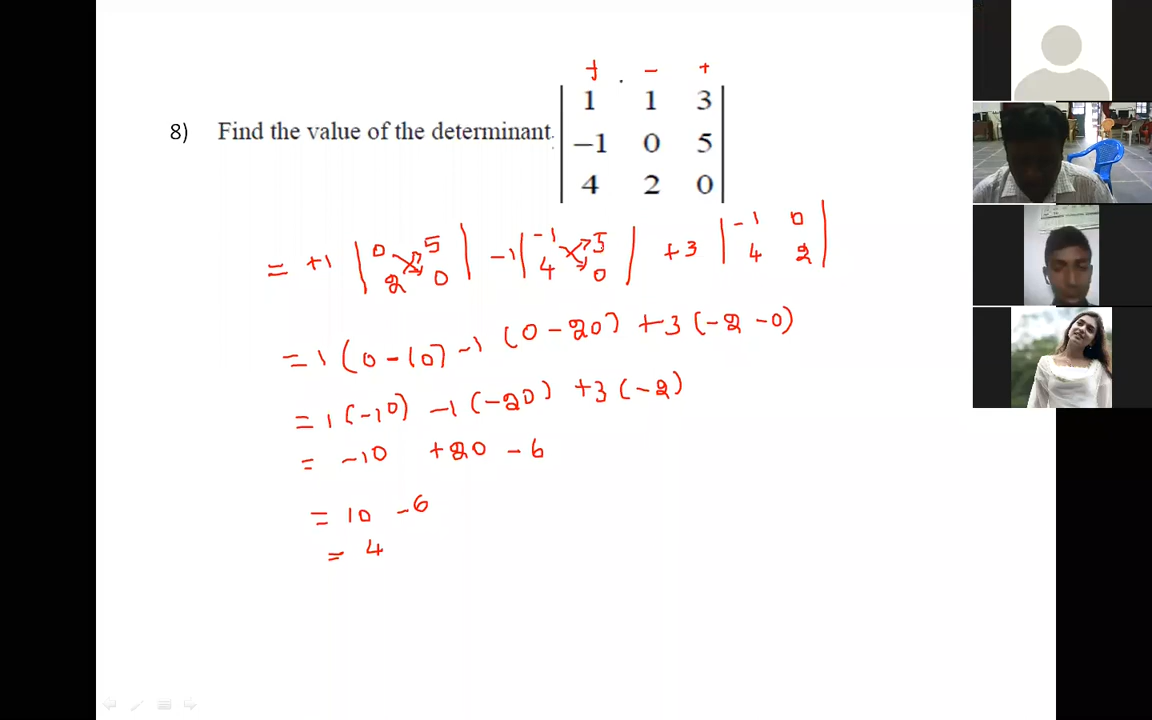 + - +
8) Find the value of the determinant | 1 1 3 |
| −1 0 5 |
| 4 2 0 |
= +1 | 0 5 | -1 | -1 5 | +3 | -1 0 |
| 2 0 | | 4 0 | | 4 2 |
= 1 (0 - 10) -1 (0 - 20) +3 (-2 -0)
= 1 (-10) -1 (-20) +3 (-2)
= -10 +20 -6
= 10 -6
= 4